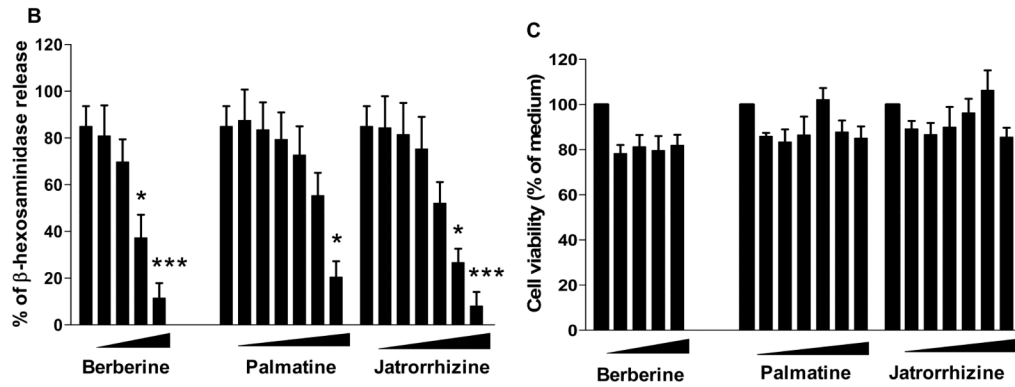 B
% of β-hexosaminidase release
120
100
80
60
40
20
0
*
***
*
*
***
Berberine
Palmatine
Jatrorrhizine
C
Cell viability (% of medium)
120
100
80
60
40
20
0
Berberine
Palmatine
Jatrorrhizine